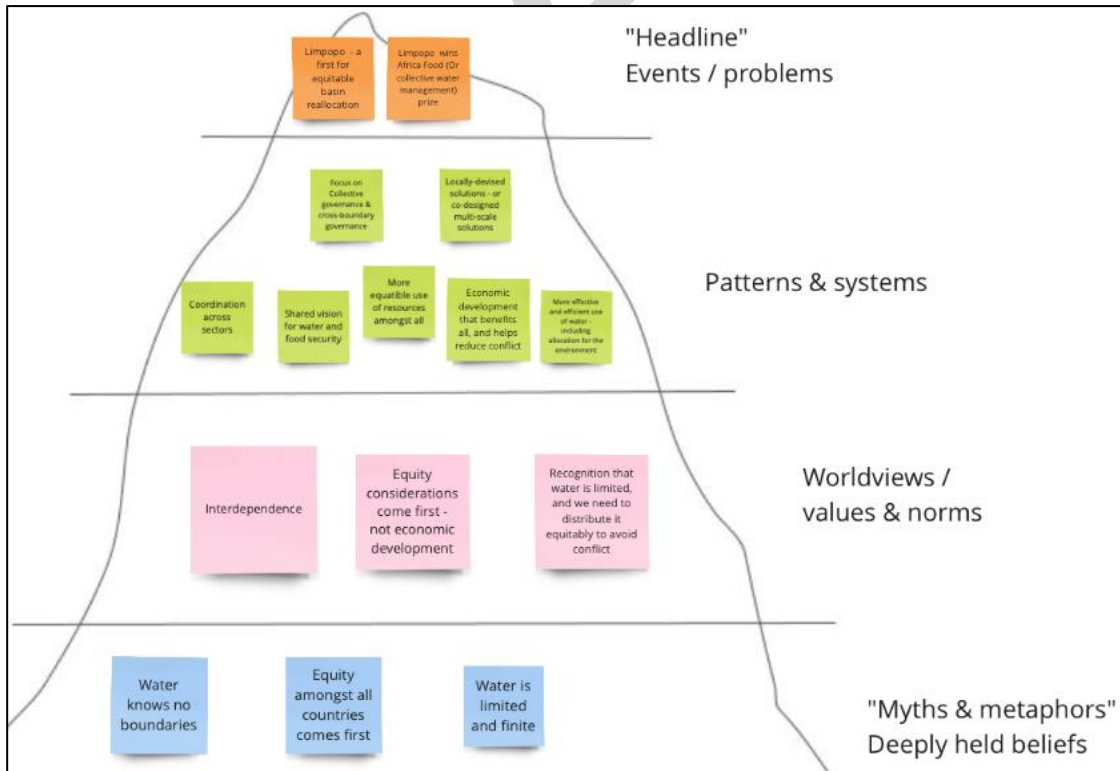 "Headline"
Events / problems
Limpopo - a
first for
equitable
basin
reallocation
Limpopo wins
Africa Food (Or
collective water
management)
prize
Patterns & systems
Focus on
Collective
governance &
cross-boundary
governance
Locally-devised
solutions - or
co-designed
multi-scale
solutions
Coordination
across
sectors
Shared vision
for water and
food security
More
equatible use
of resources
amongst all
Economic
development
that benefits
all, and helps
reduce conflict
More effective
and efficient use
of water -
including
allocation for the
environment
Worldviews /
values & norms
Interdependence
Equity
considerations
come first -
not economic
development
Recognition that
water is limited,
and we need to
distribute it
equitably to avoid
conflict
"Myths & metaphors"
Deeply held beliefs
Water
knows no
boundaries
Equity
amongst all
countries
comes first
Water is
limited
and finite